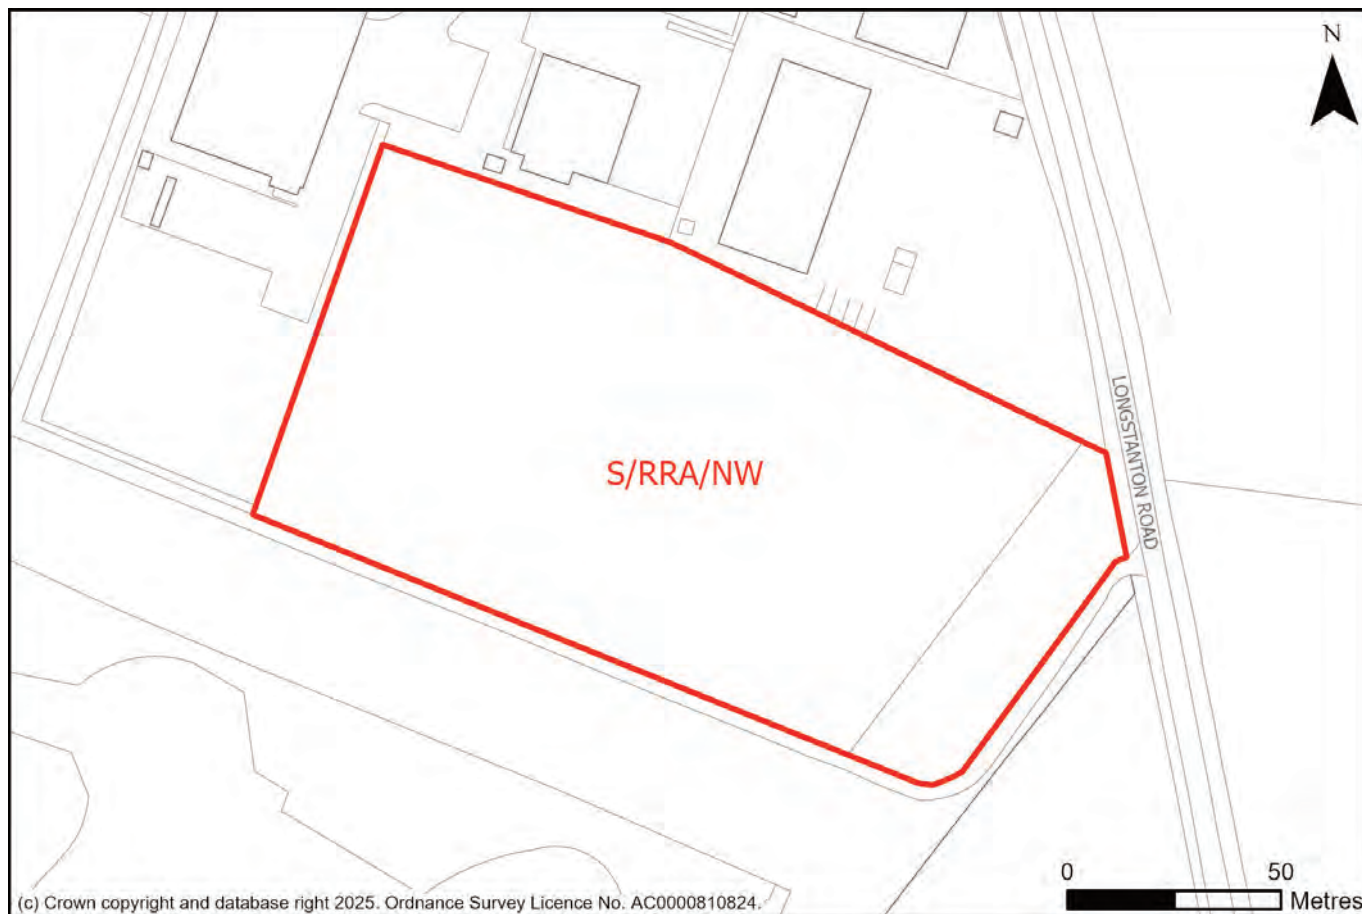 N
LONGSTANTON ROAD
S/RRA/NW
0 50
Metres
(c) Crown copyright and database right 2025. Ordnance Survey Licence No. AC0000810824.